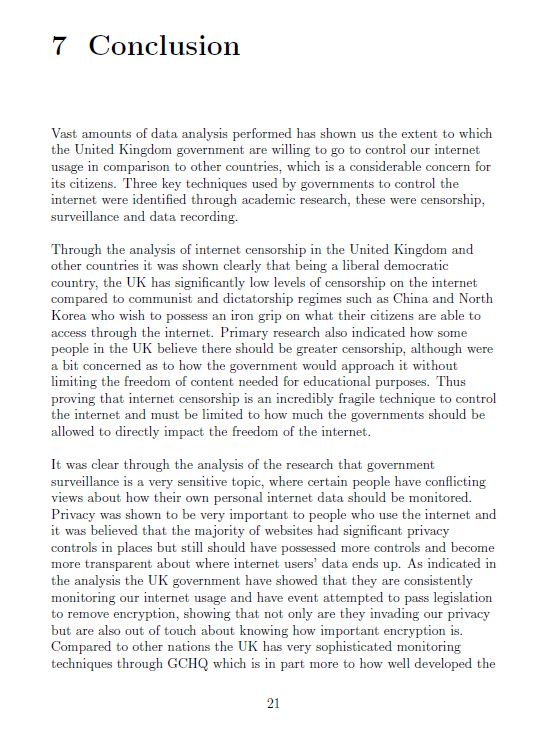 7 Conclusion
Vast amounts of data analysis performed has shown us the extent to which
the United Kingdom government are willing to go to control our internet
usage in comparison to other countries, which is a considerable concern for
its citizens. Three key techniques used by governments to control the
internet were identified through academic research, these were censorship,
surveillance and data recording.
Through the analysis of internet censorship in the United Kingdom and
other countries it was shown clearly that being a liberal democratic
country, the UK has significantly low levels of censorship on the internet
compared to communist and dictatorship regimes such as China and North
Korea who wish to possess an iron grip on what their citizens are able to
access through the internet. Primary research also indicated how some
people in the UK believe there should be greater censorship, although were
a bit concerned as to how the government would approach it without
limiting the freedom of content needed for educational purposes. Thus
proving that internet censorship is an incredibly fragile technique to control
the internet and must be limited to how much the governments should be
allowed to directly impact the freedom of the internet.
It was clear through the analysis of the research that government
surveillance is a very sensitive topic, where certain people have conflicting
views about how their own personal internet data should be monitored.
Privacy was shown to be very important to people who use the internet and
it was believed that the majority of websites had significant privacy
controls in places but still should have possessed more controls and become
more transparent about where internet users' data ends up. As indicated in
the analysis the UK government have showed that they are consistently
monitoring our internet usage and have event attempted to pass legislation
to remove encryption, showing that not only are they invading our privacy
but are also out of touch about knowing how important encryption is.
Compared to other nations the UK has very sophisticated monitoring
techniques through GCHQ which is in part more to how well developed the
21